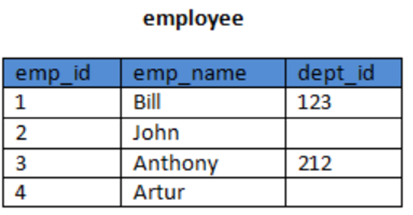 employee
emp_id emp_name dept_id
1 Bill 123
2 John
3 Anthony 212
4 Artur